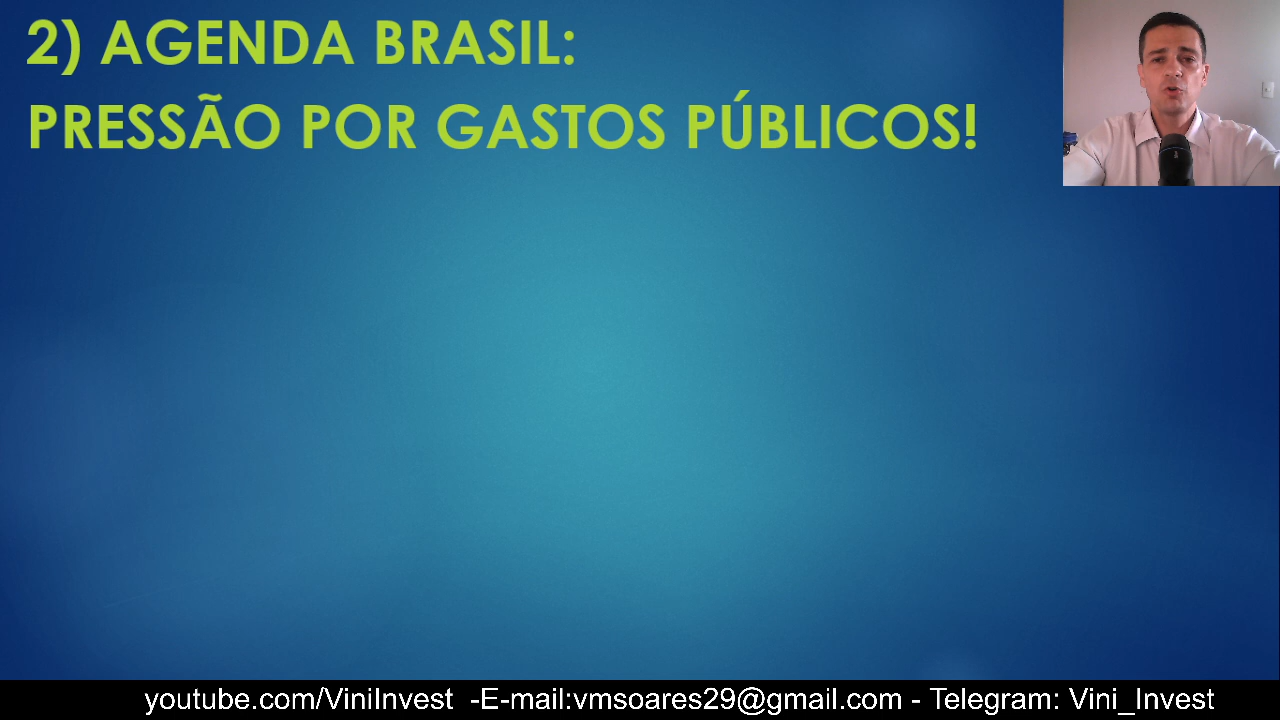 2) AGENDA BRASIL:
PRESSÃO POR GASTOS PÚBLICOS!
youtube.com/ViniInvest -E-mail:vmsoares29@gmail.com - Telegram: Vini_Invest